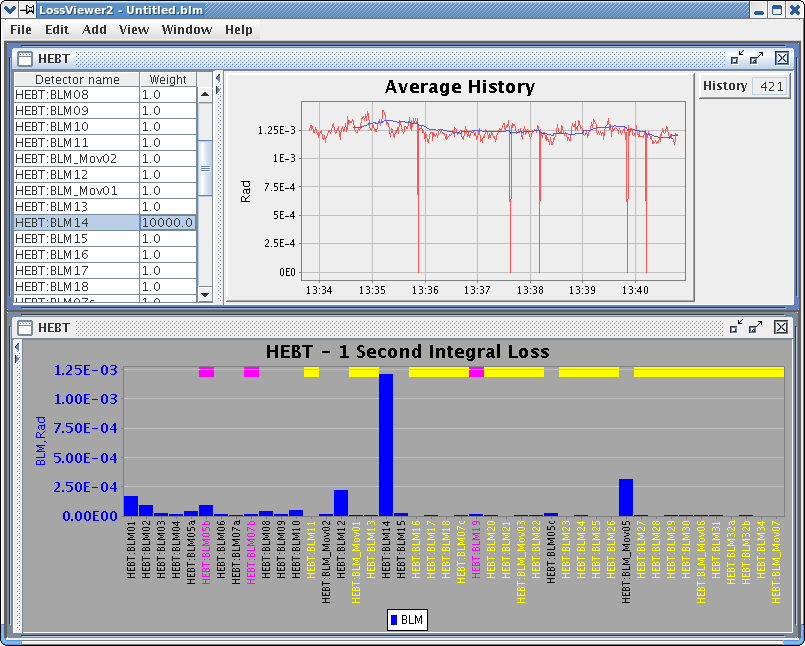 LossViewer2 - Untitled.blm
File Edit Add View Window Help
HEBT
Detector name Weight
HEBT:BLM08 1.0
HEBT:BLM09 1.0
HEBT:BLM10 1.0
HEBT:BLM11 1.0
HEBT:BLM_Mov02 1.0
HEBT:BLM12 1.0
HEBT:BLM_Mov01 1.0
HEBT:BLM13 1.0
HEBT:BLM14 10000.0
HEBT:BLM15 1.0
HEBT:BLM16 1.0
HEBT:BLM17 1.0
HEBT:BLM18 1.0
HEBT:BLM07c 1.0
Average History
Rad
1.25E-3
1E-3
7.5E-4
5E-4
2.5E-4
0E0
13:34 13:35 13:36 13:37 13:38 13:39 13:40
History 421
HEBT
HEBT - 1 Second Integral Loss
BLM,Rad
1.25E-03
1.00E-03
7.50E-04
5.00E-04
2.50E-04
0.00E00
HEBT:BLM01
HEBT:BLM02
HEBT:BLM03
HEBT:BLM04
HEBT:BLM05a
HEBT:BLM05b
HEBT:BLM06
HEBT:BLM07a
HEBT:BLM07b
HEBT:BLM08
HEBT:BLM09
HEBT:BLM10
HEBT:BLM11
HEBT:BLM_Mov02
HEBT:BLM12
HEBT:BLM_Mov01
HEBT:BLM13
HEBT:BLM14
HEBT:BLM15
HEBT:BLM16
HEBT:BLM17
HEBT:BLM18
HEBT:BLM07c
HEBT:BLM19
HEBT:BLM20
HEBT:BLM21
HEBT:BLM_Mov03
HEBT:BLM22
HEBT:BLM05c
HEBT:BLM23
HEBT:BLM24
HEBT:BLM25
HEBT:BLM26
HEBT:BLM_Mov05
HEBT:BLM27
HEBT:BLM28
HEBT:BLM29
HEBT:BLM30
HEBT:BLM_Mov06
HEBT:BLM31
HEBT:BLM32a
HEBT:BLM32b
HEBT:BLM34
HEBT:BLM_Mov07
BLM